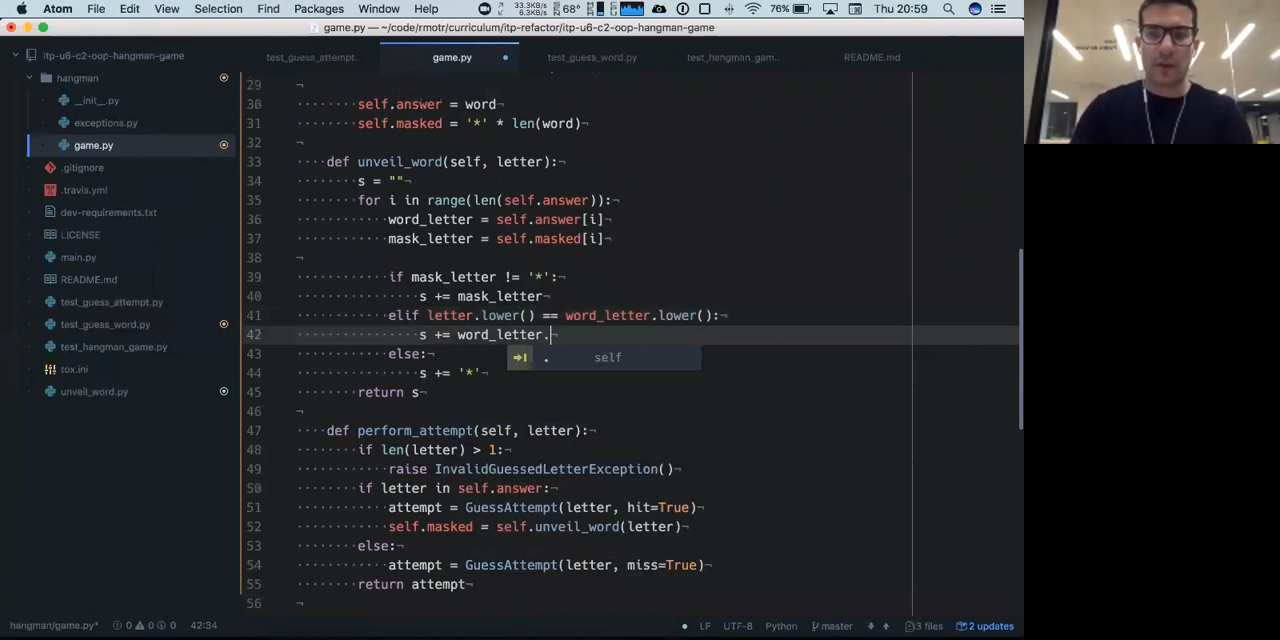 Atom File Edit View Selection Find Packages Window Help 33.3KB/s 6.3KB/s 68° 76% Thu 20:59
game.py — ~/code/rmotr/curriculum/itp-refactor/itp-u6-c2-oop-hangman-game
itp-u6-c2-oop-hangman-game
hangman
__init__.py
exceptions.py
game.py
.gitignore
.travis.yml
dev-requirements.txt
LICENSE
main.py
README.md
test_guess_attempt.py
test_guess_word.py
test_hangman_game.py
tox.ini
unveil_word.py
test_guess_attempt... game.py test_guess_word.py test_hangman_gam... README.md
29
30 self.answer = word
31 self.masked = '*' * len(word)
32
33 def unveil_word(self, letter):
34 s = ""
35 for i in range(len(self.answer)):
36 word_letter = self.answer[i]
37 mask_letter = self.masked[i]
38
39 if mask_letter != '*':
40 s += mask_letter
41 elif letter.lower() == word_letter.lower():
42 s += word_letter.
. self
43 else:
44 s += '*'
45 return s
46
47 def perform_attempt(self, letter):
48 if len(letter) > 1:
49 raise InvalidGuessedLetterException()
50 if letter in self.answer:
51 attempt = GuessAttempt(letter, hit=True)
52 self.masked = self.unveil_word(letter)
53 else:
54 attempt = GuessAttempt(letter, miss=True)
55 return attempt
56
hangman/game.py* 0 0 0 42:34 LF UTF-8 Python master 3 files 2 updates